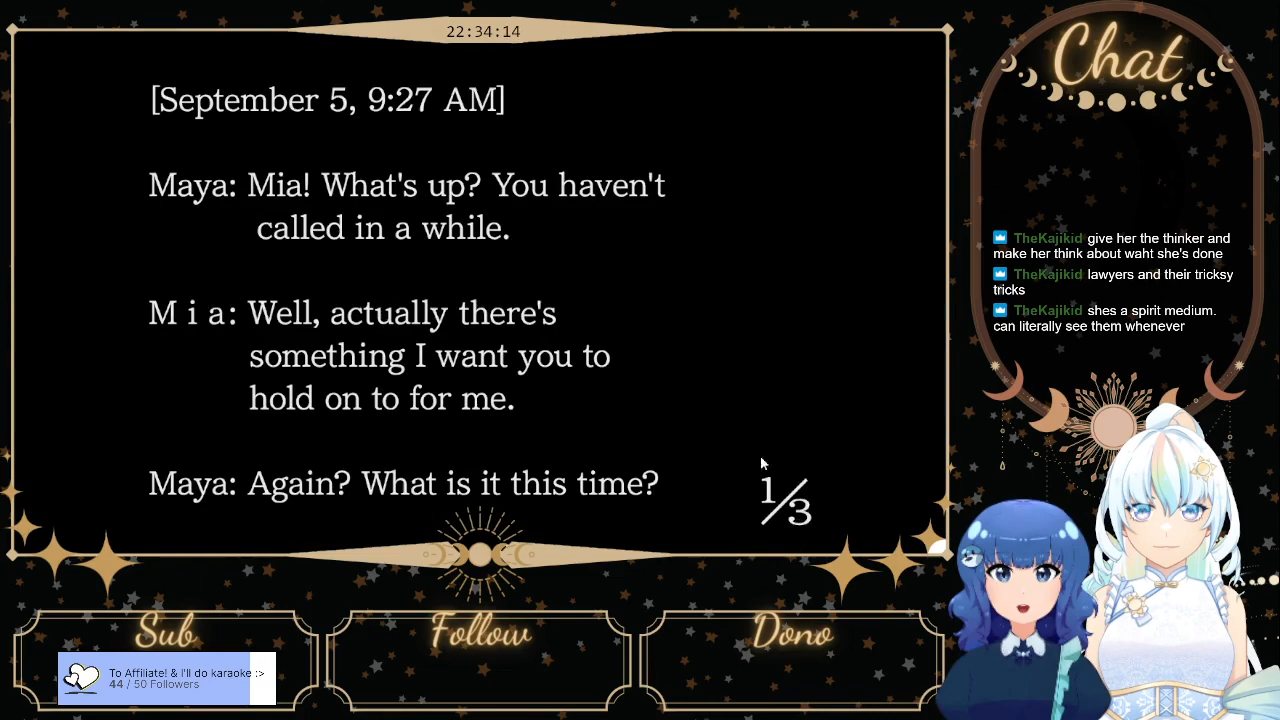 22:34:14
[September 5, 9:27 AM]
Maya: Mia! What's up? You haven't
called in a while.
M i a: Well, actually there's
something I want you to
hold on to for me.
Maya: Again? What is it this time?
1/3
Chat
TheKajikid give her the thinker and
make her think about waht she's done
TheKajikid lawyers and their tricksy
tricks
TheKajikid shes a spirit medium.
can literally see them whenever
Sub
Follow
Dono
To Affiliate! & I'll do karaoke :>
44 / 50 Followers